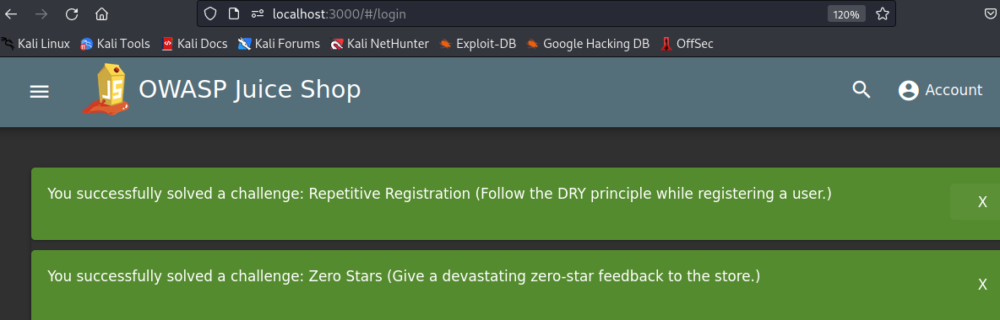 localhost:3000/#/login 120%
Kali Linux Kali Tools Kali Docs Kali Forums Kali NetHunter Exploit-DB Google Hacking DB OffSec
JS OWASP Juice Shop Account
You successfully solved a challenge: Repetitive Registration (Follow the DRY principle while registering a user.) X
You successfully solved a challenge: Zero Stars (Give a devastating zero-star feedback to the store.) X